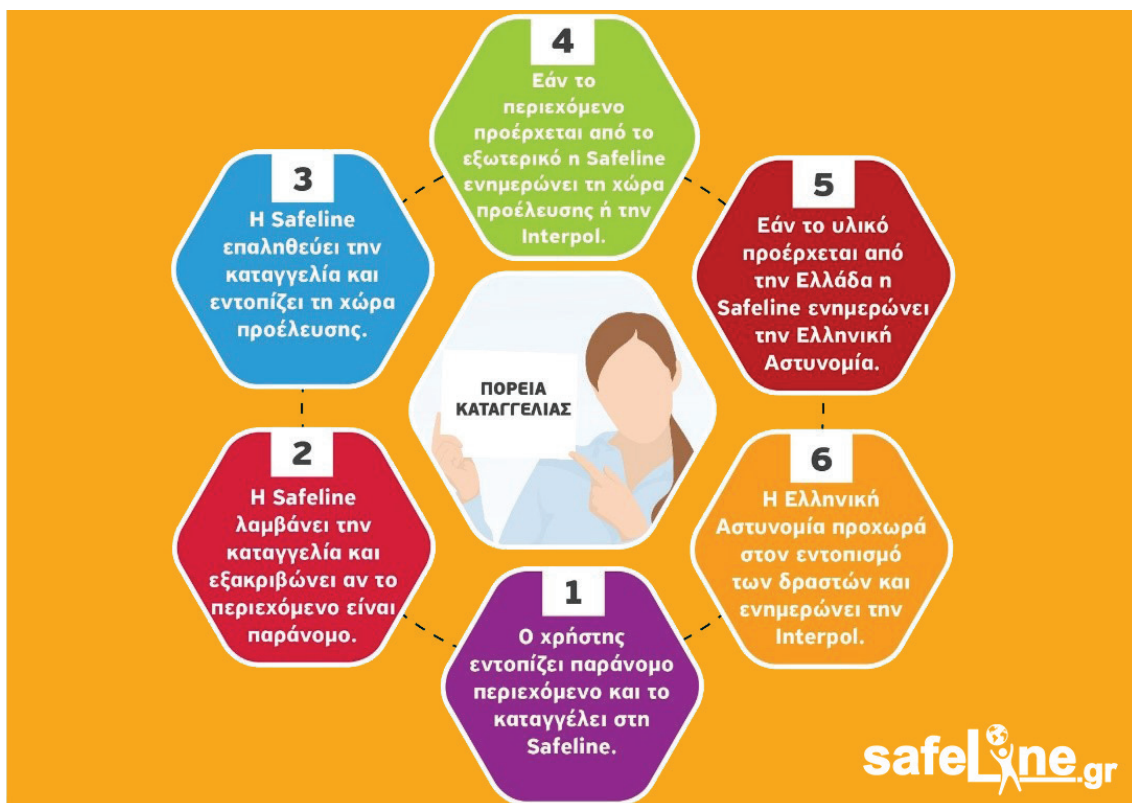 ΠΟΡΕΙΑ
ΚΑΤΑΓΓΕΛΙΑΣ
1
Ο χρήστης
εντοπίζει παράνομο
περιεχόμενο και το
καταγγέλει στη
Safeline.
2
Η Safeline
λαμβάνει την
καταγγελία και
εξακριβώνει αν το
περιεχόμενο είναι
παράνομο.
3
Η Safeline
επαληθεύει την
καταγγελία και
εντοπίζει τη χώρα
προέλευσης.
4
Εάν το
περιεχόμενο
προέρχεται από το
εξωτερικό η Safeline
ενημερώνει τη χώρα
προέλευσης ή την
Interpol.
5
Εάν το υλικό
προέρχεται από
την Ελλάδα η
Safeline ενημερώνει
την Ελληνική
Αστυνομία.
6
Η Ελληνική
Αστυνομία προχωρά
στον εντοπισμό
των δραστών και
ενημερώνει την
Interpol.
safeLine.gr